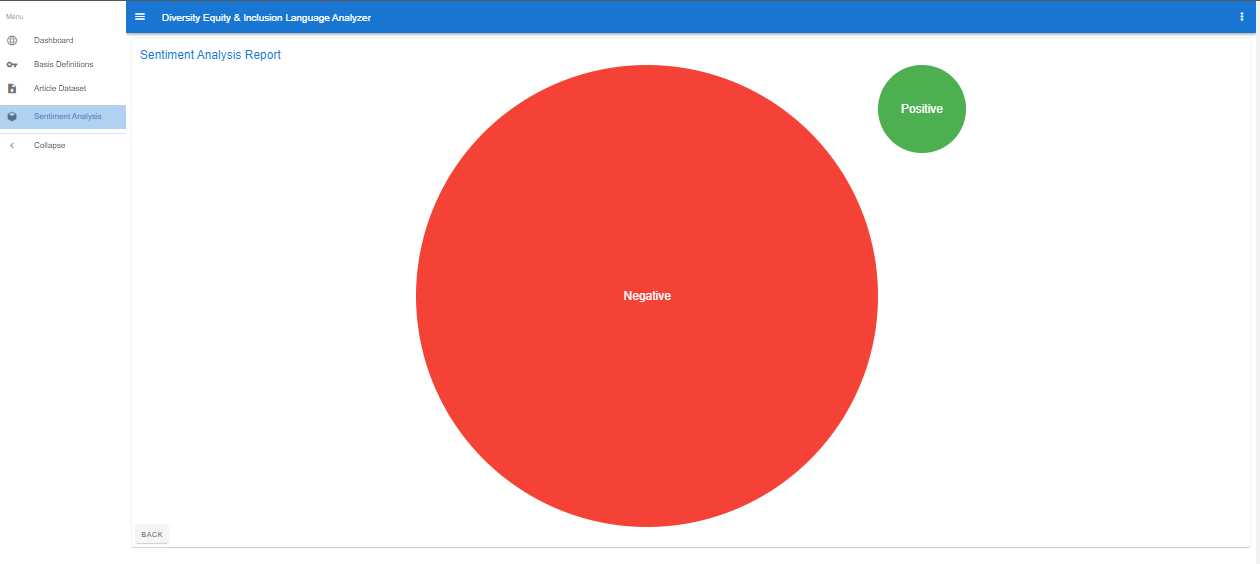 Menu
Dashboard
Basis Definitions
Article Dataset
Sentiment Analysis
Collapse
Diversity Equity & Inclusion Language Analyzer
Sentiment Analysis Report
Positive
Negative
BACK